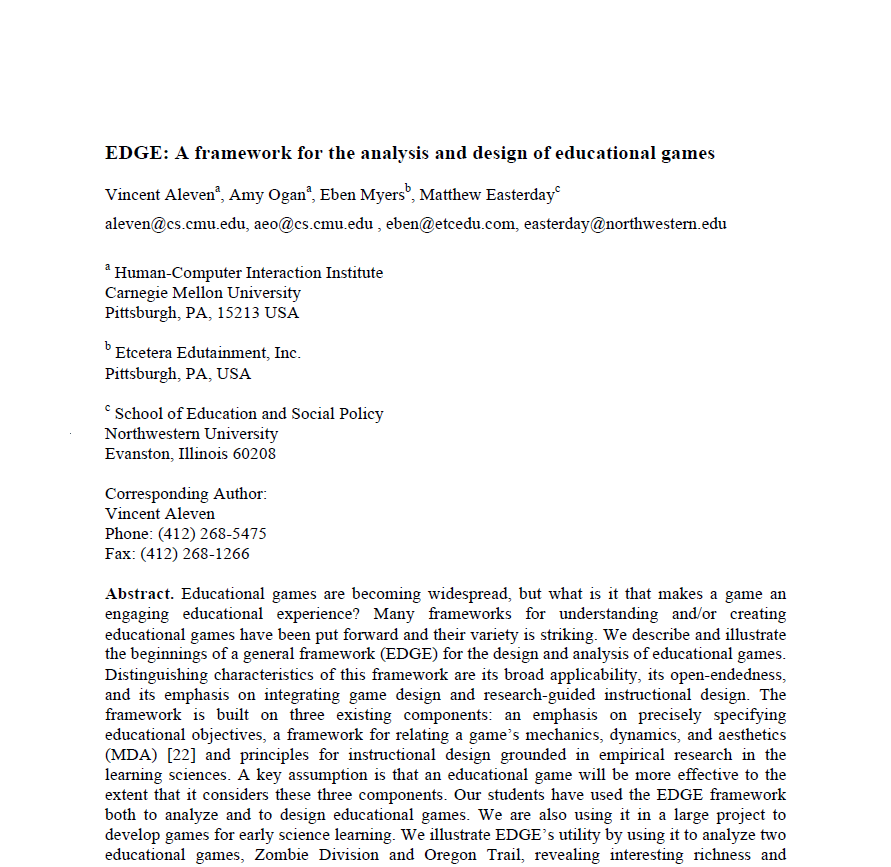 EDGE: A framework for the analysis and design of educational games
Vincent Aleven^a, Amy Ogan^a, Eben Myers^b, Matthew Easterday^c
aleven@cs.cmu.edu, aeo@cs.cmu.edu , eben@etcedu.com, easterday@northwestern.edu
^a Human-Computer Interaction Institute
Carnegie Mellon University
Pittsburgh, PA, 15213 USA
^b Etcetera Edutainment, Inc.
Pittsburgh, PA, USA
^c School of Education and Social Policy
Northwestern University
Evanston, Illinois 60208
Corresponding Author:
Vincent Aleven
Phone: (412) 268-5475
Fax: (412) 268-1266
Abstract. Educational games are becoming widespread, but what is it that makes a game an
engaging educational experience? Many frameworks for understanding and/or creating
educational games have been put forward and their variety is striking. We describe and illustrate
the beginnings of a general framework (EDGE) for the design and analysis of educational games.
Distinguishing characteristics of this framework are its broad applicability, its open-endedness,
and its emphasis on integrating game design and research-guided instructional design. The
framework is built on three existing components: an emphasis on precisely specifying
educational objectives, a framework for relating a game's mechanics, dynamics, and aesthetics
(MDA) [22] and principles for instructional design grounded in empirical research in the
learning sciences. A key assumption is that an educational game will be more effective to the
extent that it considers these three components. Our students have used the EDGE framework
both to analyze and to design educational games. We are also using it in a large project to
develop games for early science learning. We illustrate EDGE's utility by using it to analyze two
educational games, Zombie Division and Oregon Trail, revealing interesting richness and